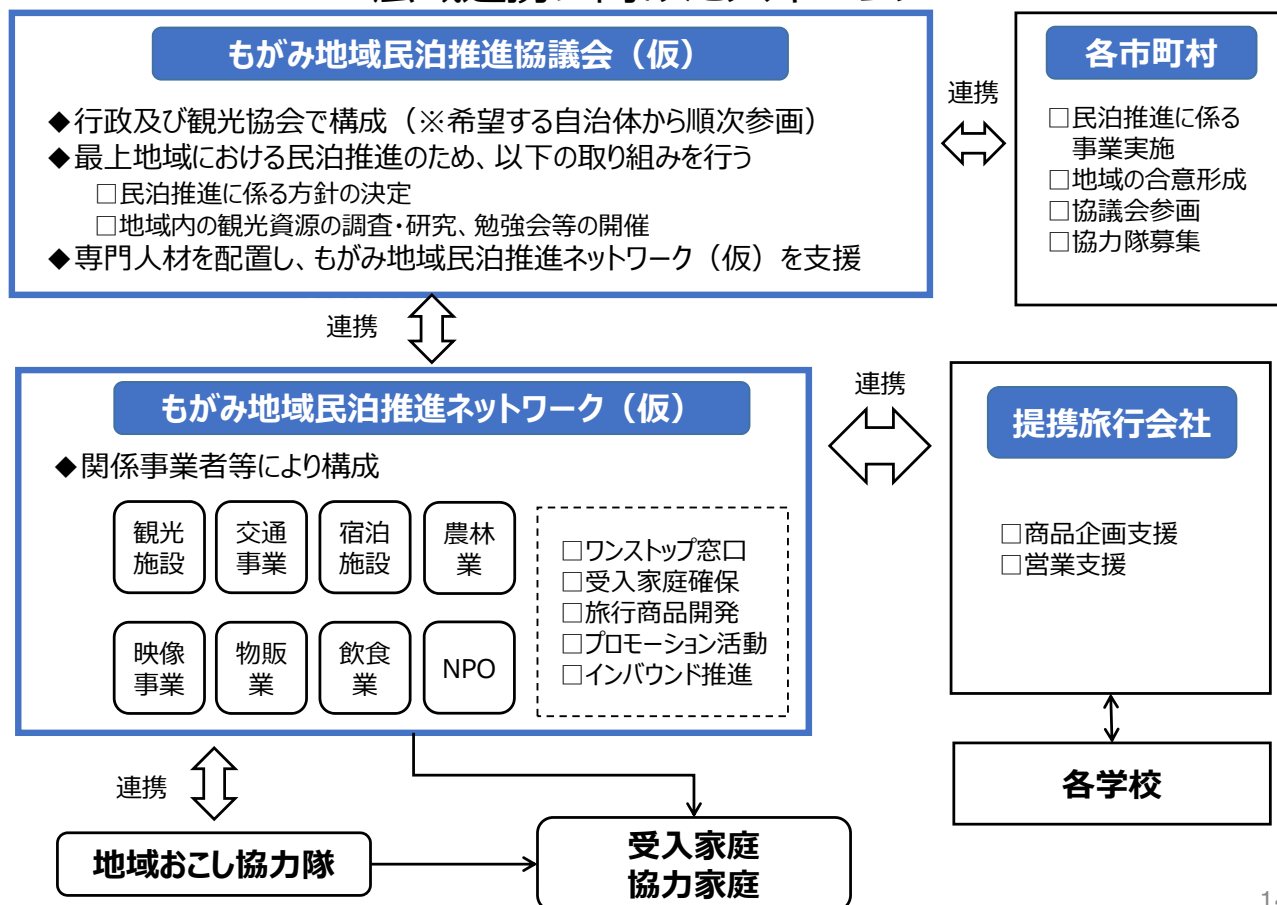 もがみ地域民泊推進協議会（仮）
◆行政及び観光協会で構成（※希望する自治体から順次参画）
◆最上地域における民泊推進のため、以下の取り組みを行う
□民泊推進に係る方針の決定
□地域内の観光資源の調査・研究、勉強会等の開催
◆専門人材を配置し、もがみ地域民泊推進ネットワーク（仮）を支援
連携
各市町村
□民泊推進に係る
事業実施
□地域の合意形成
□協議会参画
□協力隊募集
連携
もがみ地域民泊推進ネットワーク（仮）
◆関係事業者等により構成
観光
施設
交通
事業
宿泊
施設
農林
業
映像
事業
物販
業
飲食
業
NPO
□ワンストップ窓口
□受入家庭確保
□旅行商品開発
□プロモーション活動
□インバウンド推進
連携
提携旅行会社
□商品企画支援
□営業支援
各学校
連携
地域おこし協力隊
受入家庭
協力家庭